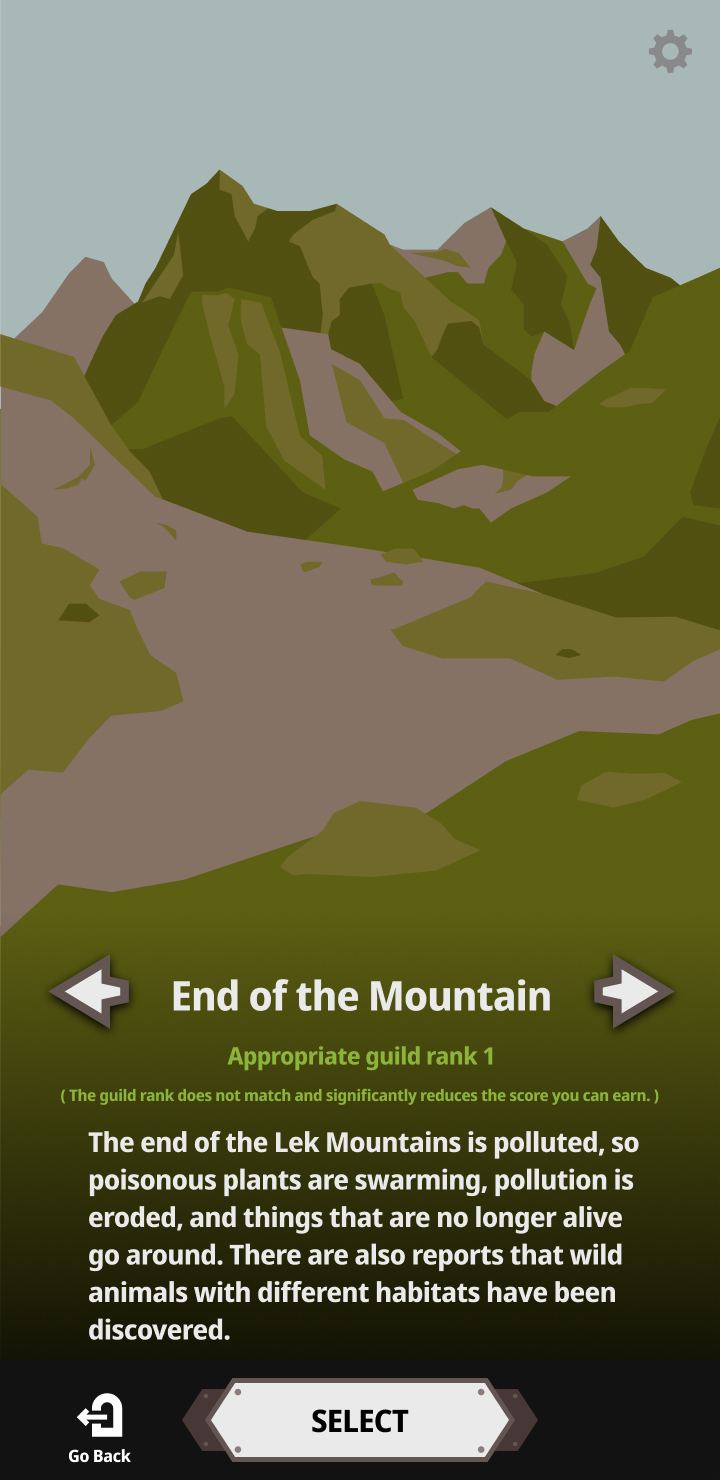 End of the Mountain
Appropriate guild rank 1
( The guild rank does not match and significantly reduces the score you can earn. )
The end of the Lek Mountains is polluted, so
poisonous plants are swarming, pollution is
eroded, and things that are no longer alive
go around. There are also reports that wild
animals with different habitats have been
discovered.
SELECT
Go Back